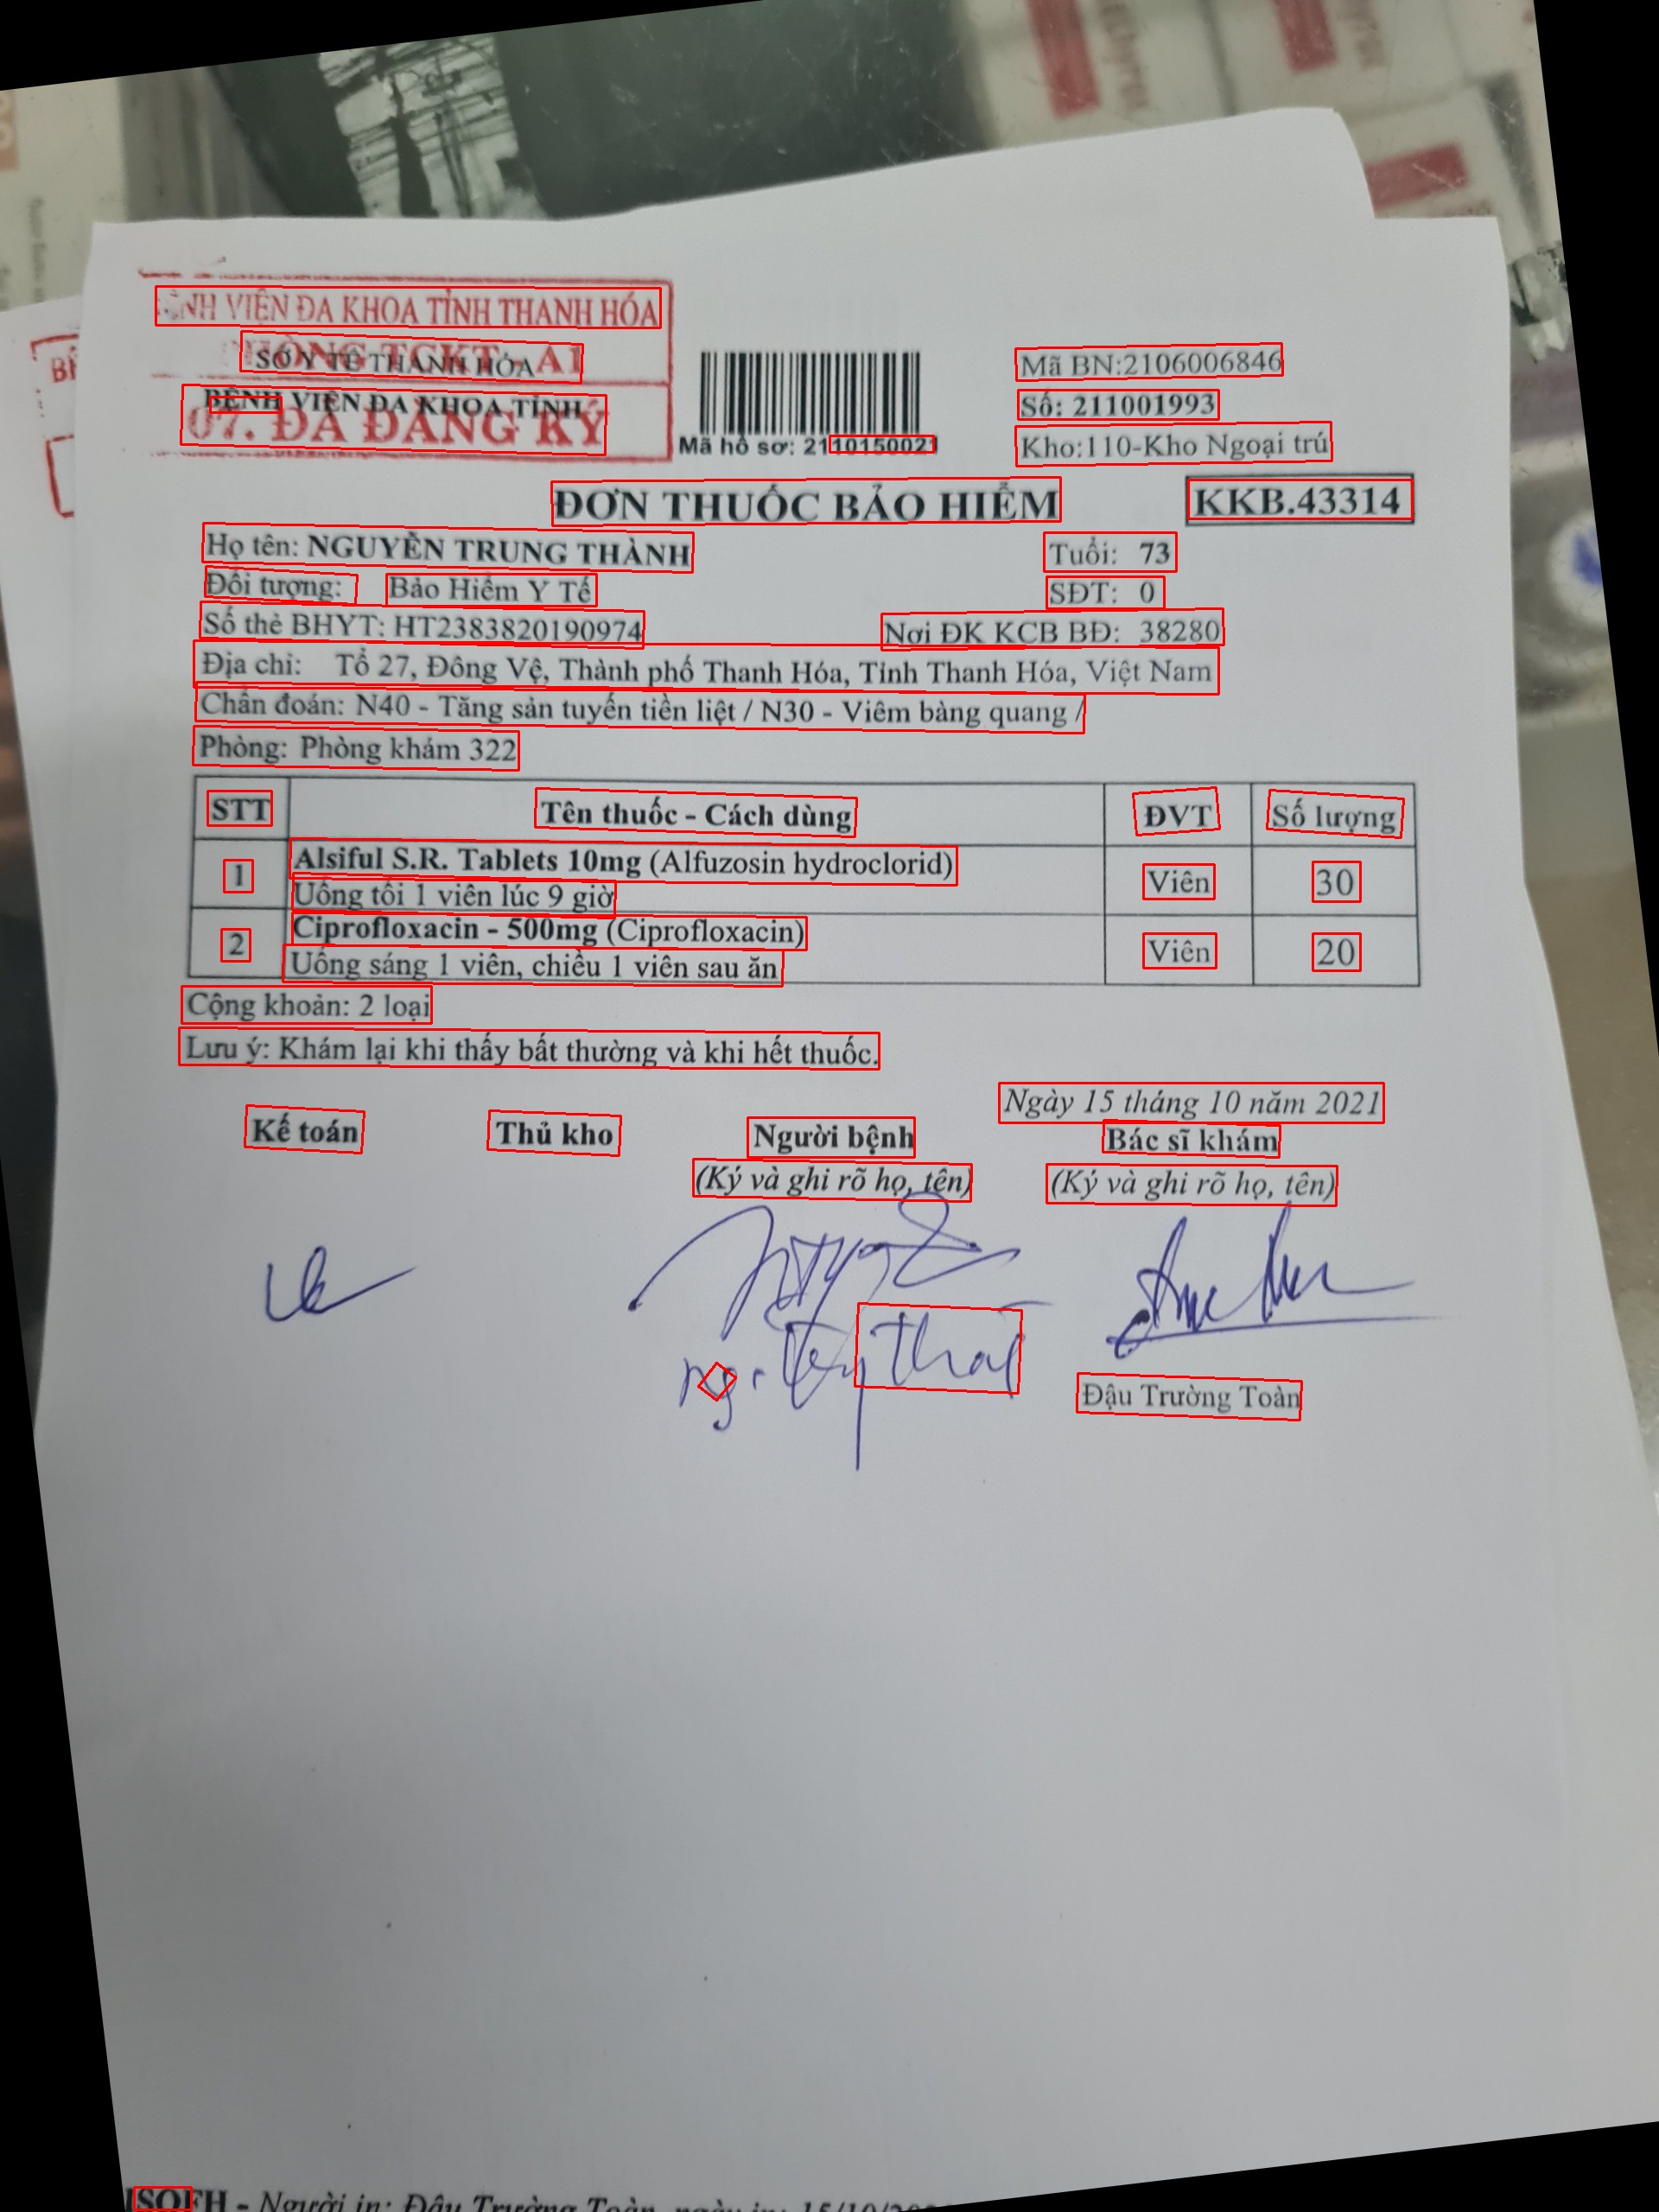 BỆNH VIỆN ĐA KHOA TỈNH THANH HÓA
PHÒNG TCKT - A1
SỞ Y TẾ THANH HÓA
BỆNH VIỆN ĐA KHOA TỈNH
07. ĐÃ ĐĂNG KÝ
Mã hồ sơ: 2110150021
Mã BN:2106006846
Số: 211001993
Kho:110-Kho Ngoại trú
ĐƠN THUỐC BẢO HIỂM
KKB.43314
Họ tên: NGUYỄN TRUNG THÀNH Tuổi: 73
Đối tượng: Bảo Hiểm Y Tế SĐT: 0
Số thẻ BHYT: HT2383820190974 Nơi ĐK KCB BĐ: 38280
Địa chỉ: Tổ 27, Đông Vệ, Thành phố Thanh Hóa, Tỉnh Thanh Hóa, Việt Nam
Chẩn đoán: N40 - Tăng sản tuyến tiền liệt / N30 - Viêm bàng quang /
Phòng: Phòng khám 322
STT Tên thuốc - Cách dùng ĐVT Số lượng
1 Alsiful S.R. Tablets 10mg (Alfuzosin hydroclorid) Viên 30
Uống tối 1 viên lúc 9 giờ
2 Ciprofloxacin - 500mg (Ciprofloxacin) Viên 20
Uống sáng 1 viên, chiều 1 viên sau ăn
Cộng khoản: 2 loại
Lưu ý: Khám lại khi thấy bất thường và khi hết thuốc.
Ngày 15 tháng 10 năm 2021
Kế toán Thủ kho Người bệnh Bác sĩ khám
(Ký và ghi rõ họ, tên) (Ký và ghi rõ họ, tên)
Đậu Trường Toàn
ISOFH - Người in: Đậu Trường Toàn, ngày in: 15/10/20